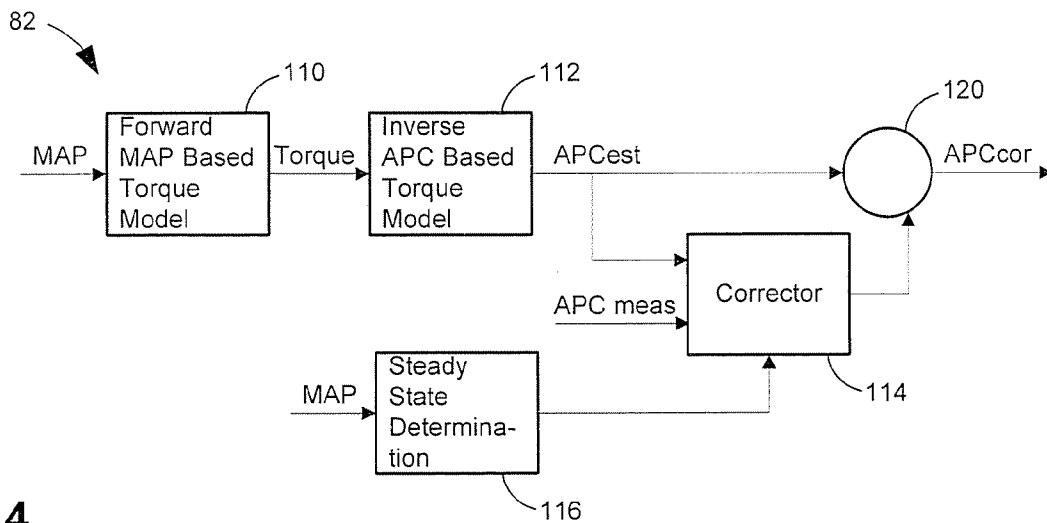 82
110
112
120
Forward
MAP Based
Torque
Model
MAP
Torque
Inverse
APC Based
Torque
Model
APCest
APCcor
Corrector
APC meas
114
MAP
Steady
State
Determina-
tion
116
4